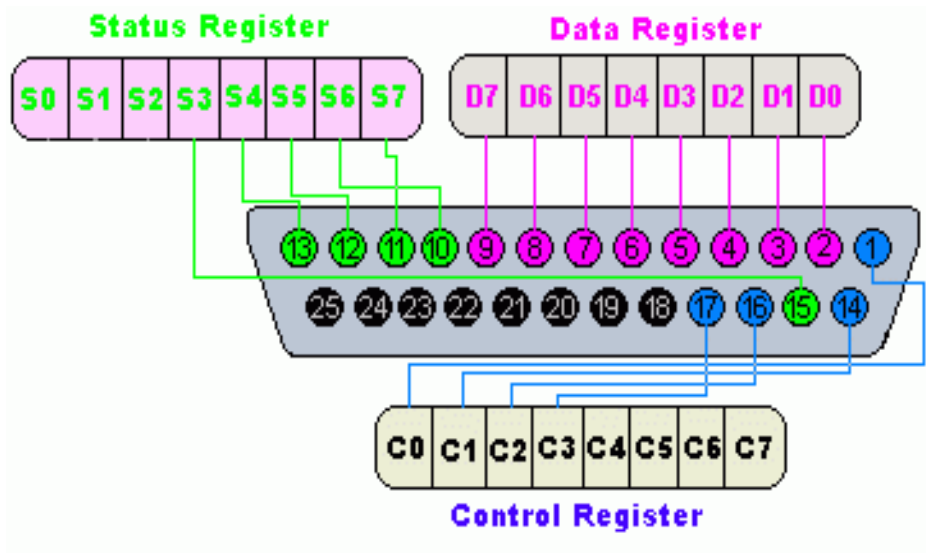 Status Register
Data Register
S0 S1 S2 S3 S4 S5 S6 S7
D7 D6 D5 D4 D3 D2 D1 D0
13 12 11 10 9 8 7 6 5 4 3 2 1
25 24 23 22 21 20 19 18 17 16 15 14
C0 C1 C2 C3 C4 C5 C6 C7
Control Register